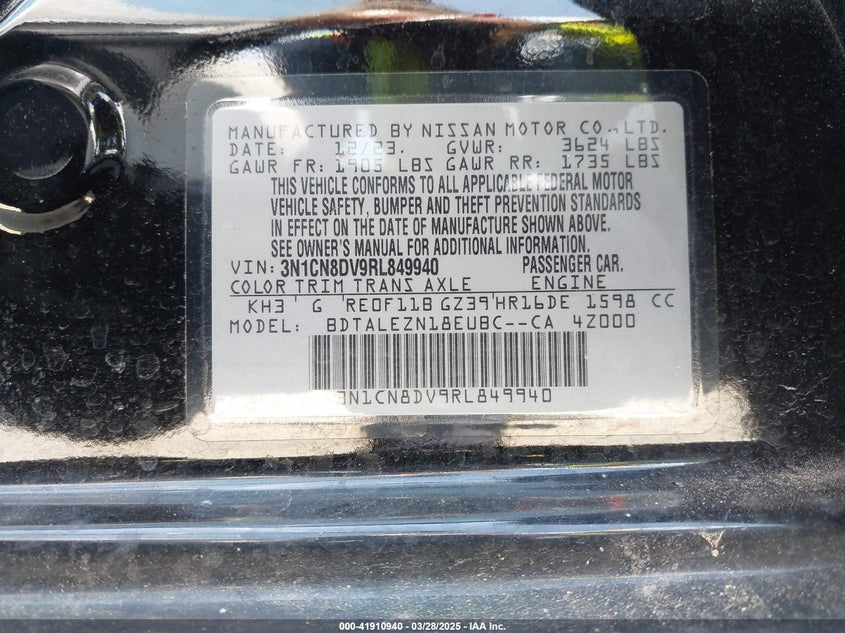 MANUFACTURED BY NISSAN MOTOR CO., LTD.
DATE: 12/23. GVWR: 3624 LBS
GAWR FR: 1905 LBS GAWR RR: 1735 LBS
THIS VEHICLE CONFORMS TO ALL APPLICABLE FEDERAL MOTOR
VEHICLE SAFETY, BUMPER AND THEFT PREVENTION STANDARDS
IN EFFECT ON THE DATE OF MANUFACTURE SHOWN ABOVE.
SEE OWNER'S MANUAL FOR ADDITIONAL INFORMATION.
VIN: 3N1CN8DV9RL849940 PASSENGER CAR.
COLOR TRIM TRANS AXLE ENGINE
KH3 G RE0F11B GZ39 HR16DE 1598 CC
MODEL: BDTALEZN18EUBC--CA 4Z000
3N1CN8DV9RL849940
000-41910940 - 03/28/2025 - IAA Inc.